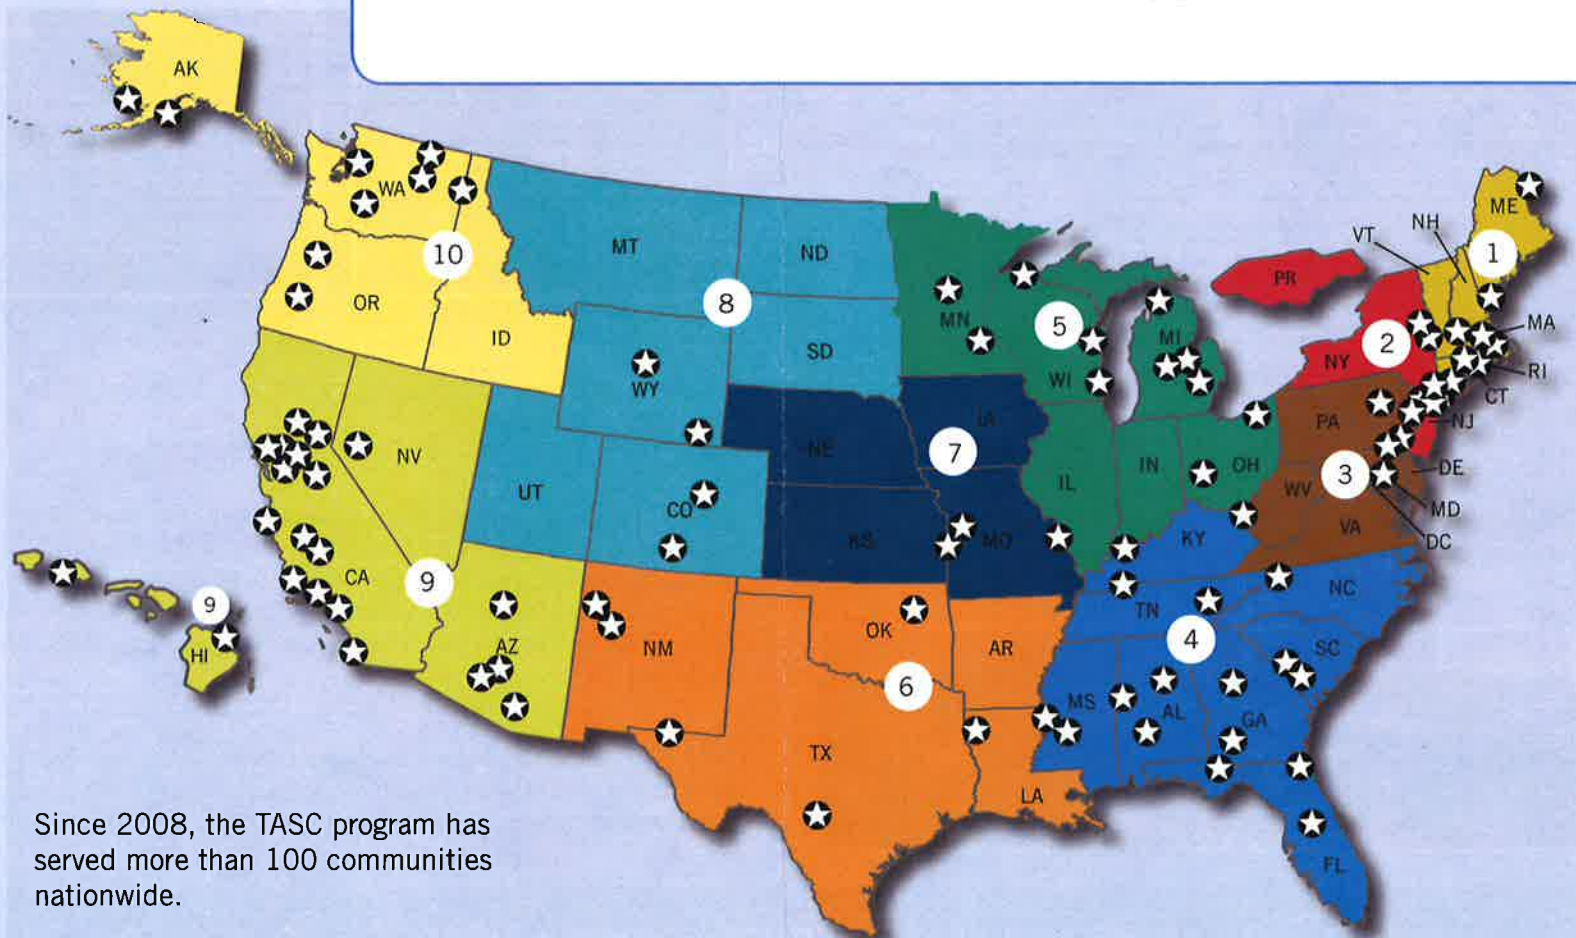 AK
WA
MT
ND
MN
ME
NH
VT
1
10
PR
OR
ID
8
5
MI
MA
2
NY
SD
WI
RI
WY
CT
IA
PA
NJ
NV
NE
7
IN
OH
DE
UT
IL
3
WV
CO
MD
VA
KS
MO
KY
DC
CA
9
9
TN
NC
OK
AR
4
HI
AZ
NM
SC
6
MS
AL
GA
TX
LA
FL
Since 2008, the TASC program has
served more than 100 communities
nationwide.